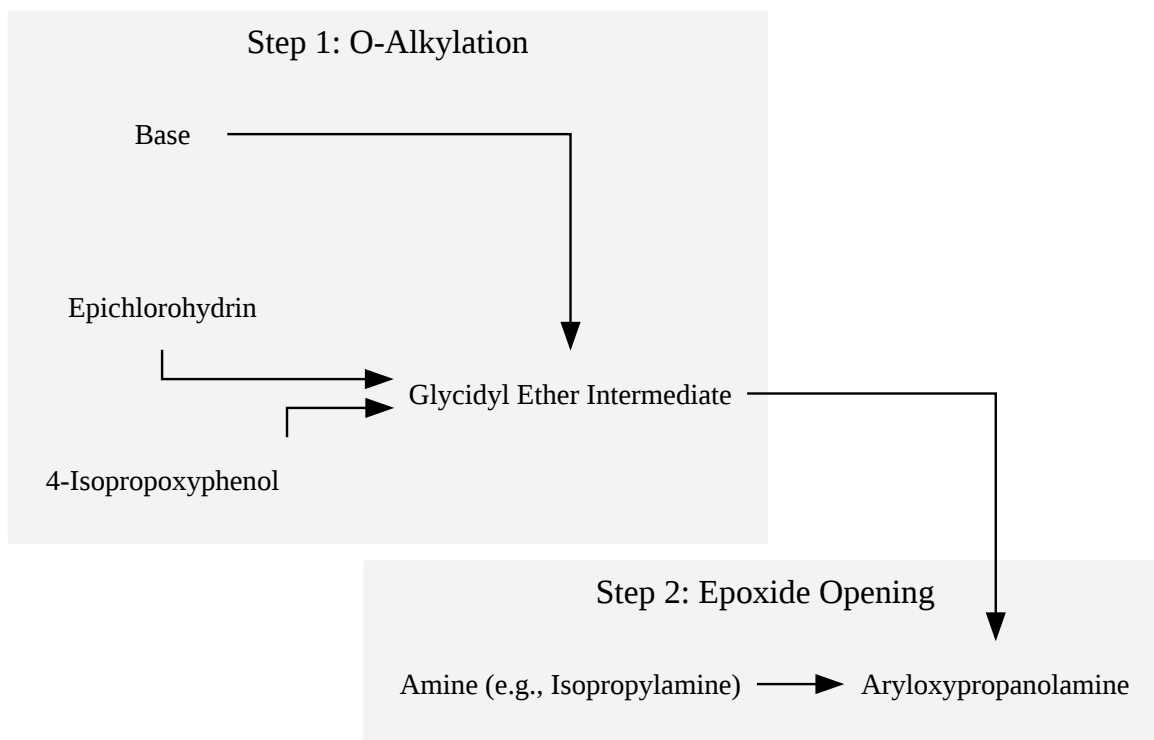 Step 1: O-Alkylation
Base
Epichlorohydrin
Glycidyl Ether Intermediate
4-Isopropoxyphenol
Step 2: Epoxide Opening
Amine (e.g., Isopropylamine)
Aryloxypropanolamine